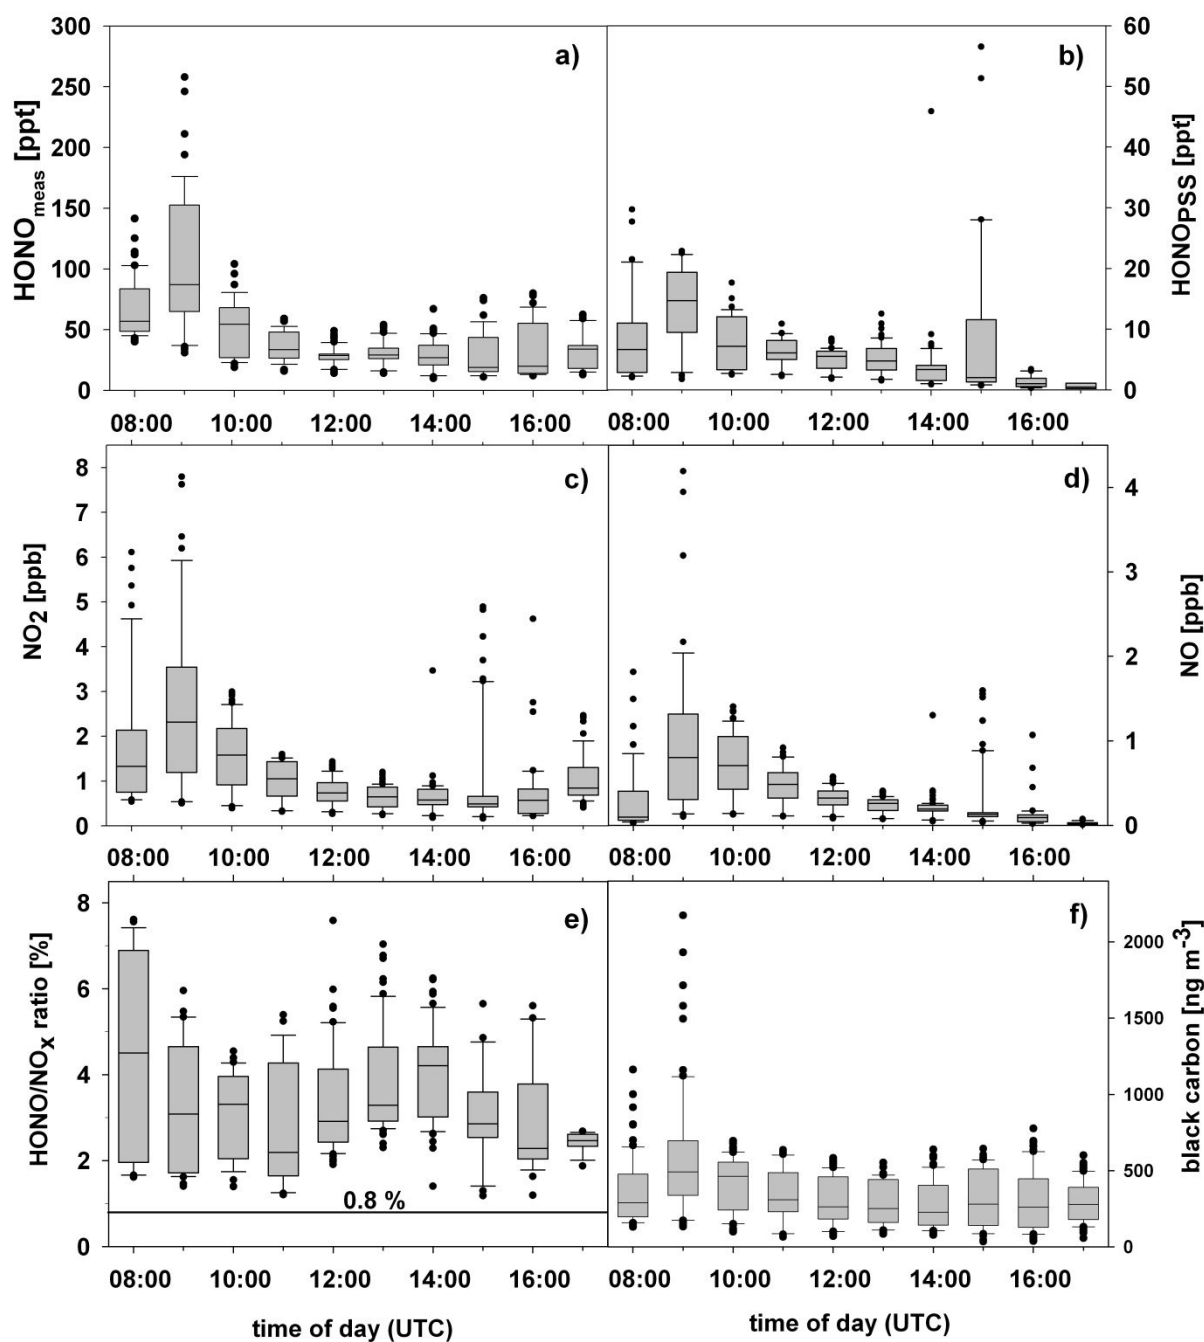 300
250
200
150
100
50
0
HONOmeas [ppt]
a)
08:00 10:00 12:00 14:00 16:00
b)
60
50
40
30
20
10
0
HONOPSS [ppt]
08:00 10:00 12:00 14:00 16:00
8
7
6
5
4
3
2
1
0
NO2 [ppb]
c)
08:00 10:00 12:00 14:00 16:00
d)
4
3
2
1
0
NO [ppb]
08:00 10:00 12:00 14:00 16:00
8
6
4
2
0
HONO/NOX ratio [%]
e)
0.8 %
08:00 10:00 12:00 14:00 16:00
time of day (UTC)
f)
2000
1500
1000
500
0
black carbon [ng m-3]
08:00 10:00 12:00 14:00 16:00
time of day (UTC)